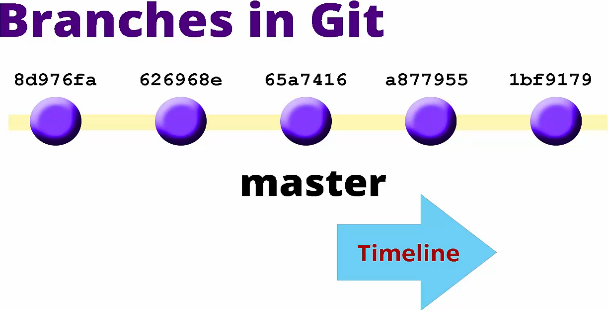 Branches in Git
8d976fa 626968e 65a7416 a877955 1bf9179
master
Timeline